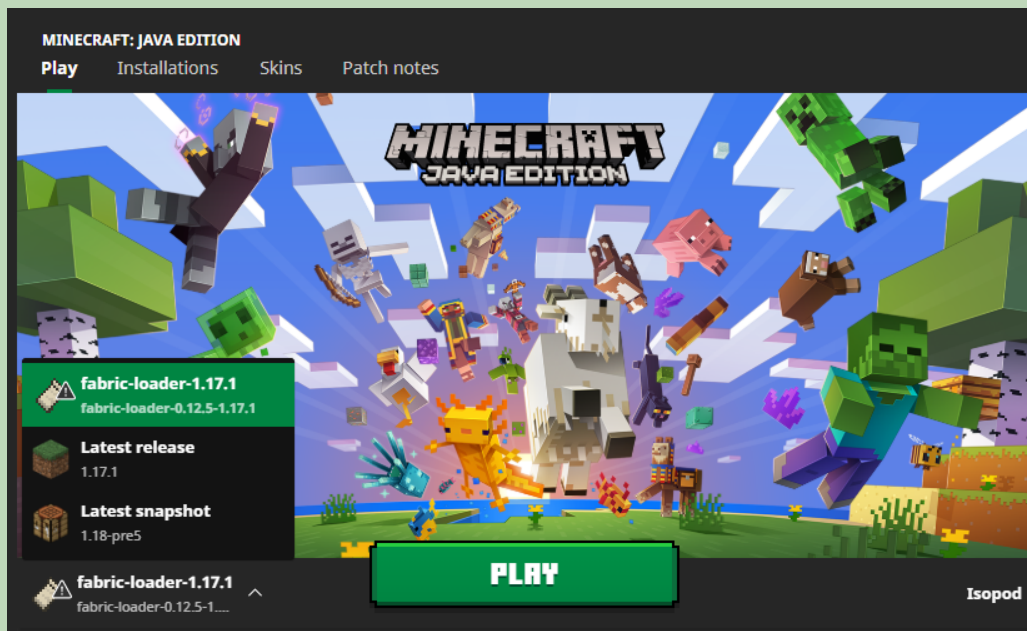 MINECRAFT: JAVA EDITION
Play Installations Skins Patch notes
MINECRAFT
JAVA EDITION
fabric-loader-1.17.1
fabric-loader-0.12.5-1.17.1
Latest release
1.17.1
Latest snapshot
1.18-pre5
fabric-loader-1.17.1
fabric-loader-0.12.5-1....
PLAY
Isopod